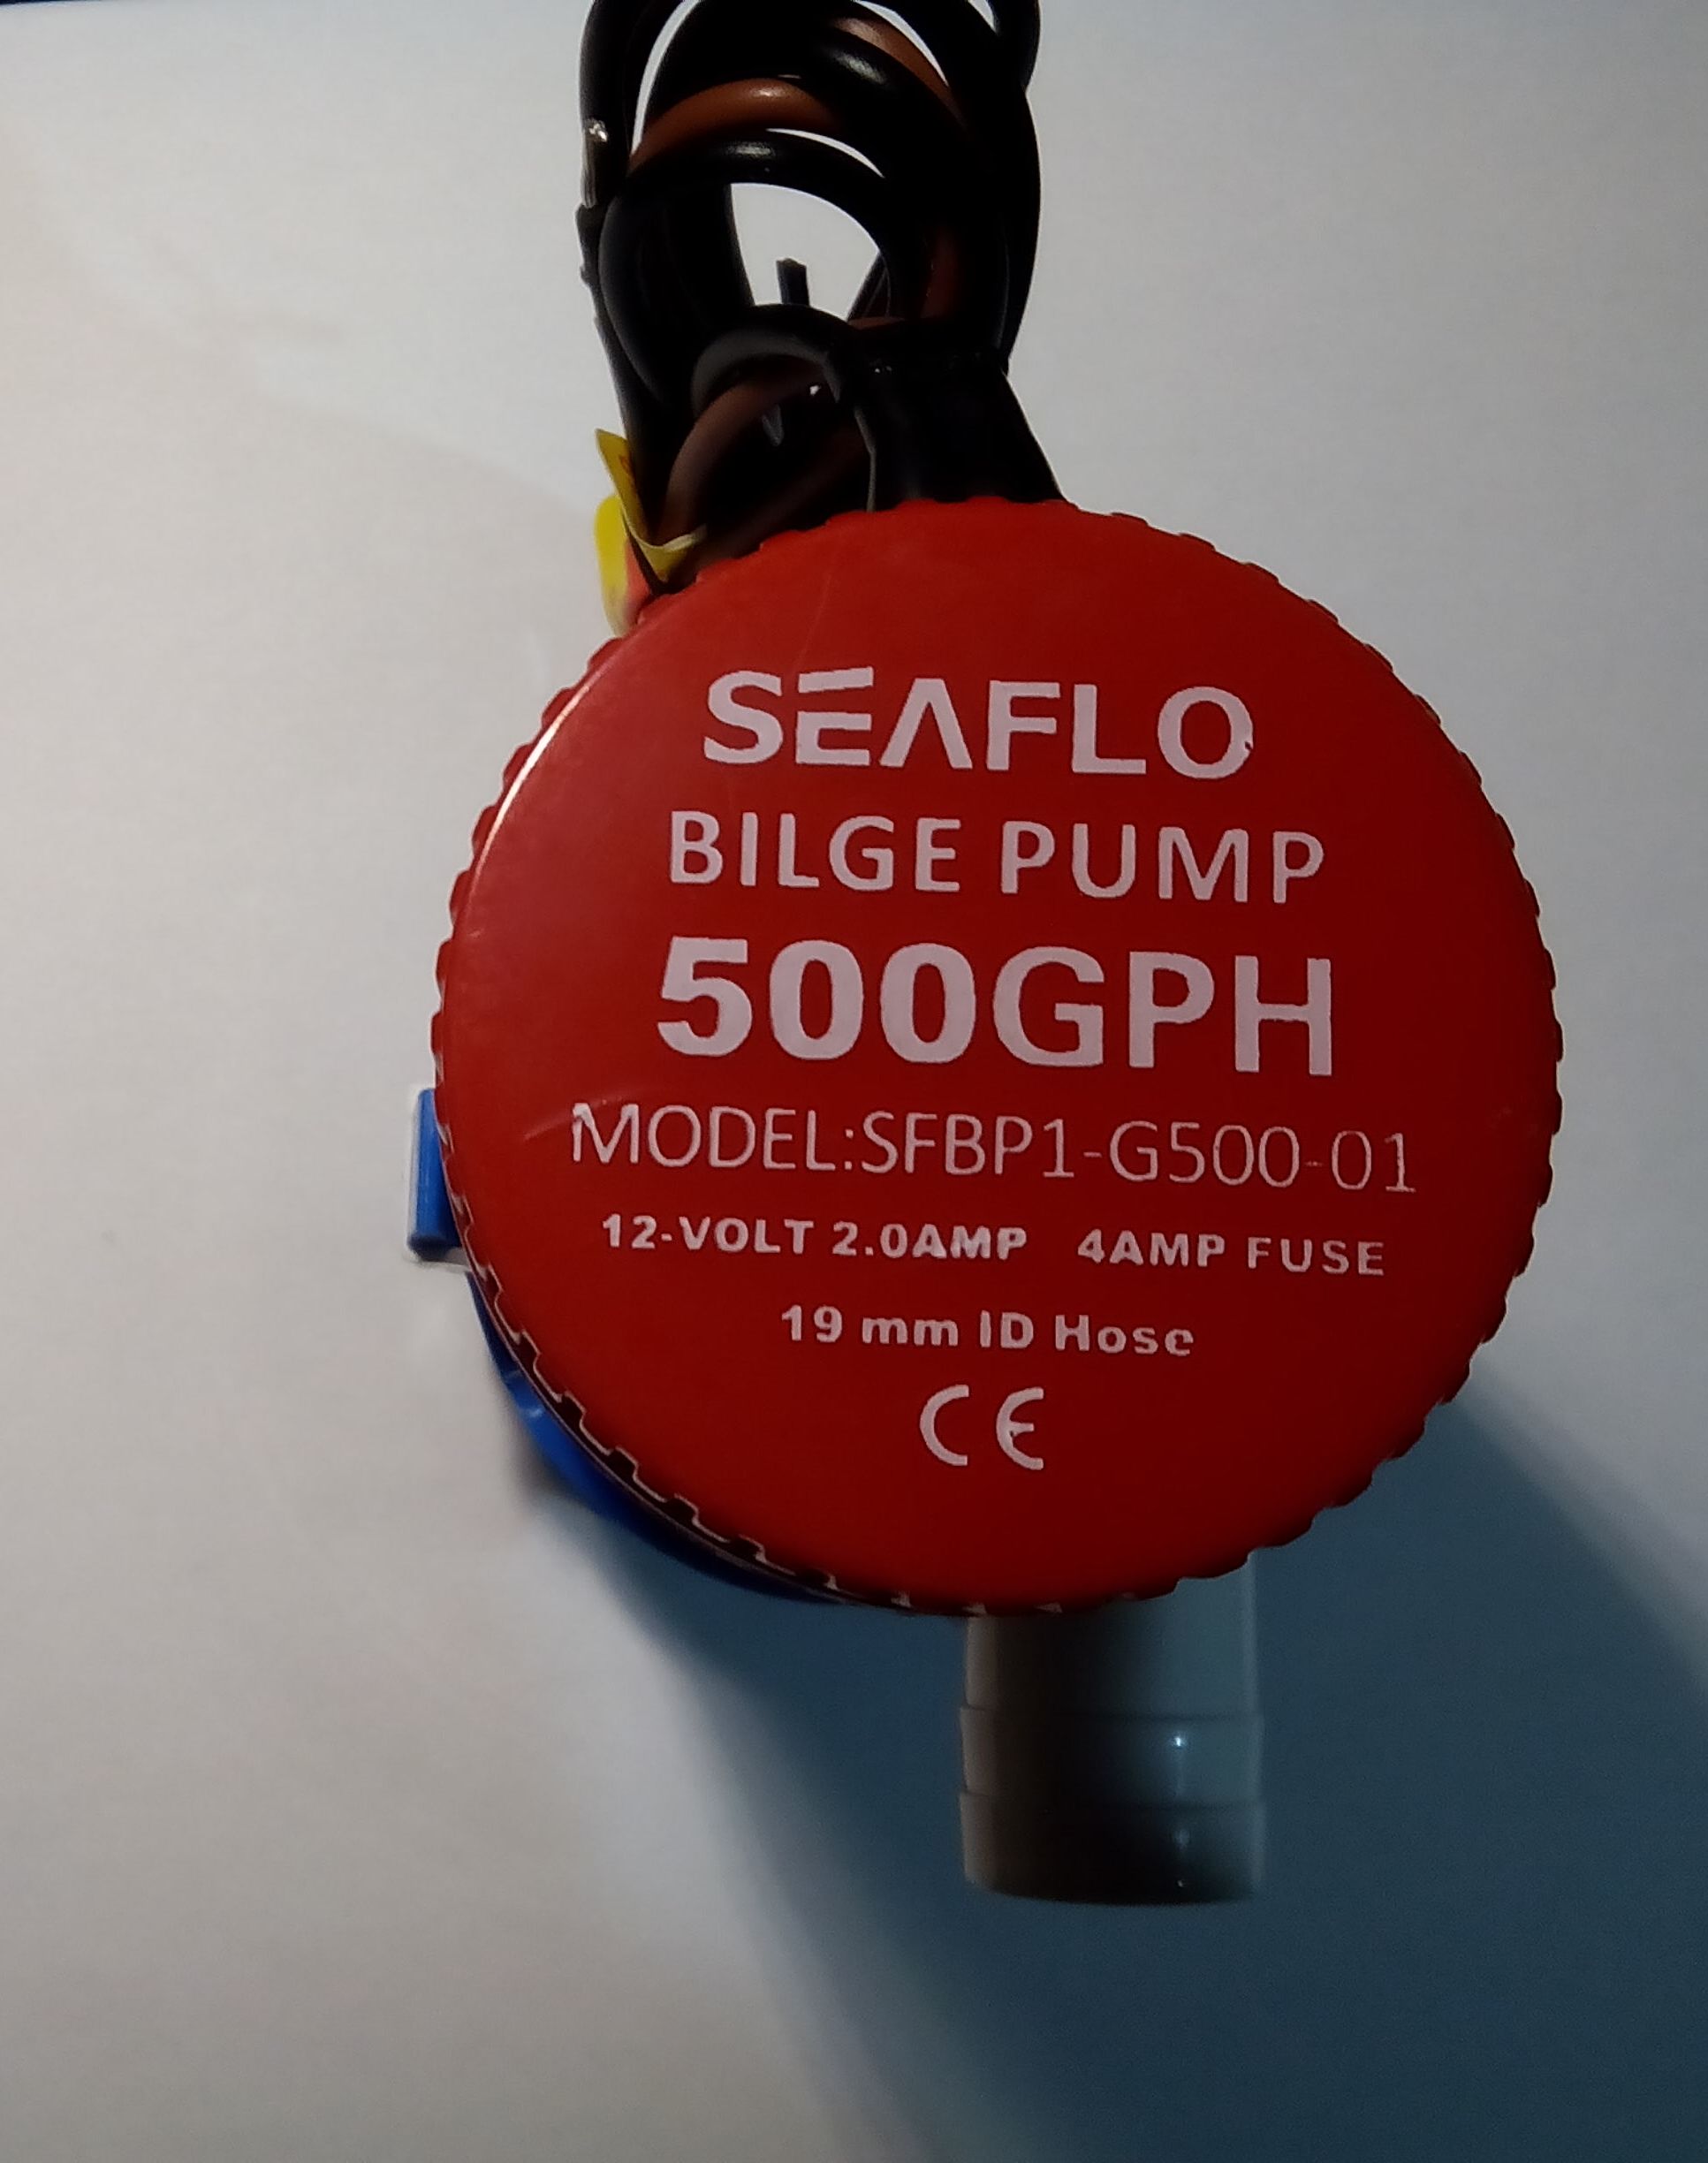 SEAFLO
BILGE PUMP
500GPH
MODEL:SFBP1-G500-01
12-VOLT 2.0AMP 4AMP FUSE
19 mm ID Hose
CE